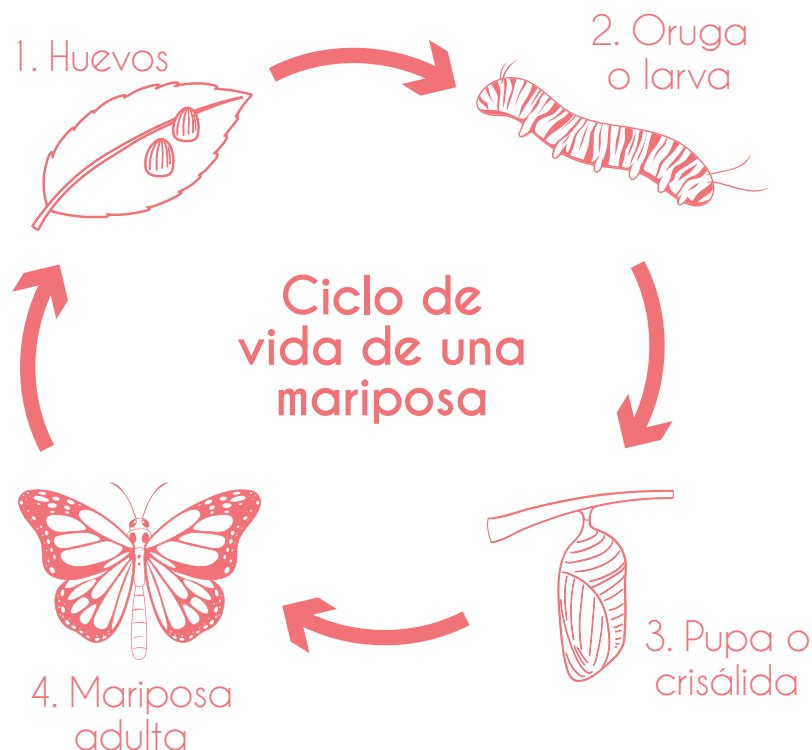 1. Huevos
2. Oruga
o larva
Ciclo de
vida de una
mariposa
3. Pupa o
crisálida
4. Mariposa
adulta